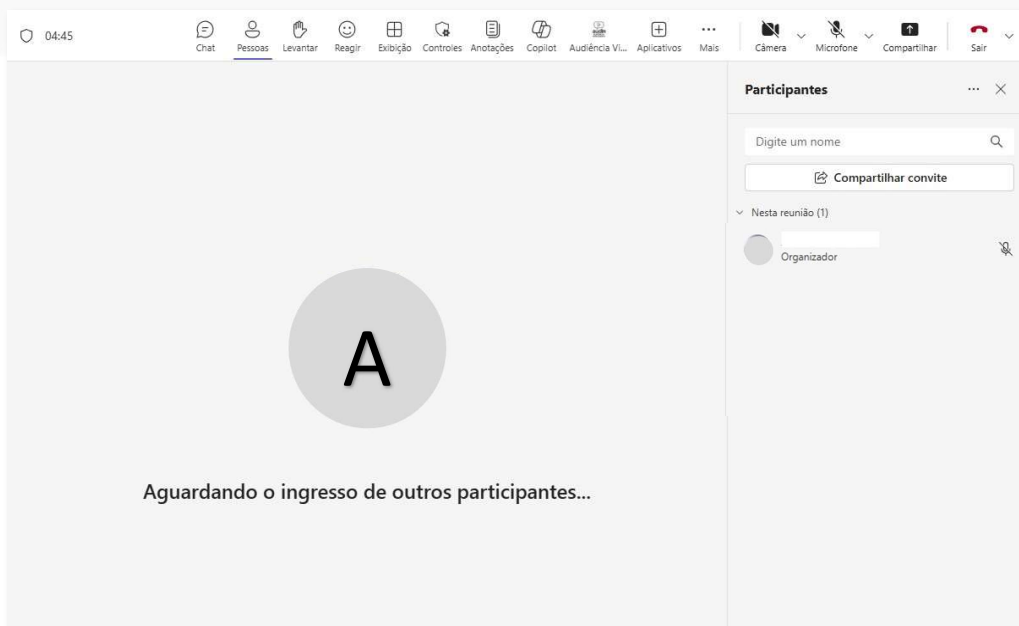 04:45
Chat Pessoas Levantar Reagir Exibição Controles Anotações Copilot Audiência Vi... Aplicativos Mais Câmera Microfone Compartilhar Sair
Participantes
Digite um nome
Compartilhar convite
Nesta reunião (1)
Organizador
A
Aguardando o ingresso de outros participantes...